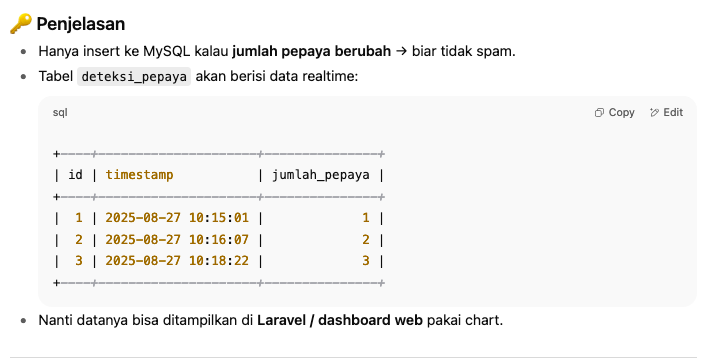 🔑 Penjelasan
• Hanya insert ke MySQL kalau jumlah pepaya berubah → biar tidak spam.
• Tabel deteksi_pepaya akan berisi data realtime:
sql Copy Edit
+----+---------------------+---------------+
| id | timestamp           | jumlah_pepaya |
+----+---------------------+---------------+
|  1 | 2025-08-27 10:15:01 |             1 |
|  2 | 2025-08-27 10:16:07 |             2 |
|  3 | 2025-08-27 10:18:22 |             3 |
+----+---------------------+---------------+
• Nanti datanya bisa ditampilkan di Laravel / dashboard web pakai chart.